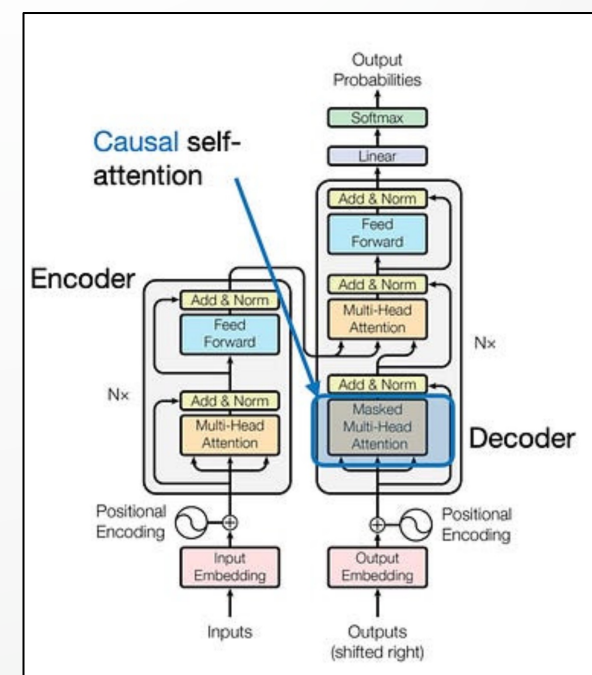 Output
Probabilities
Softmax
Linear
Causal self-
attention
Add & Norm
Feed
Forward
Encoder
Add & Norm
Add & Norm
Multi-Head
Attention
Feed
Forward
Nx
Nx
Add & Norm
Add & Norm
Masked
Multi-Head
Attention
Multi-Head
Attention
Decoder
Positional
Encoding
Positional
Encoding
Input
Embedding
Output
Embedding
Inputs
Outputs
(shifted right)